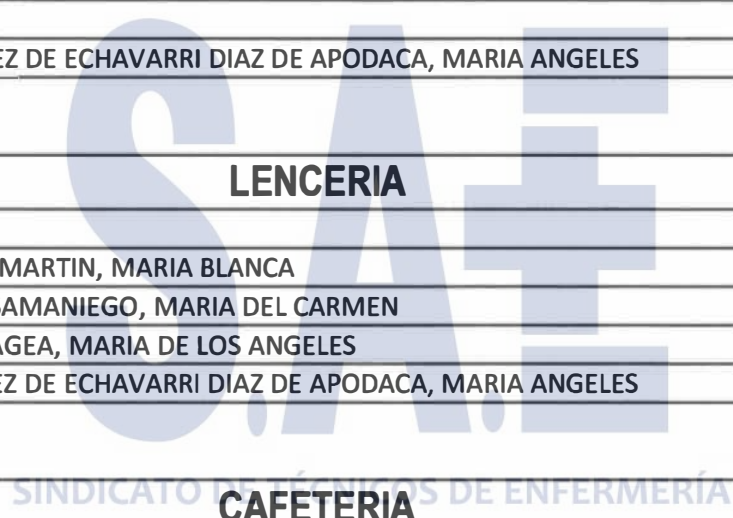 EZ DE ECHAVARRI DIAZ DE APODACA, MARIA ANGELES
LENCERIA
MARTIN, MARIA BLANCA
SAMANIEGO, MARIA DEL CARMEN
AGEA, MARIA DE LOS ANGELES
EZ DE ECHAVARRI DIAZ DE APODACA, MARIA ANGELES
S.A.E
SINDICATO DE TÉCNICOS DE ENFERMERÍA
CAFETERIA